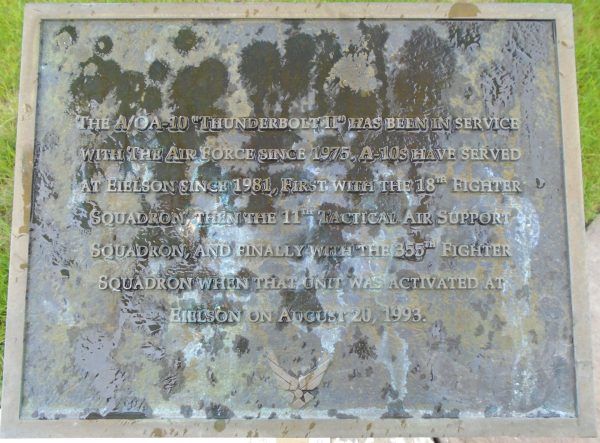 The A/OA-10 "Thunderbolt II" has been in service
with The Air Force since 1975. A-10s have served
at Eielson since 1981, First with the 18th Fighter
Squadron, then the 11th Tactical Air Support
Squadron, and finally with the 355th Fighter
Squadron when that unit was activated at
Eielson on August 20, 1993.